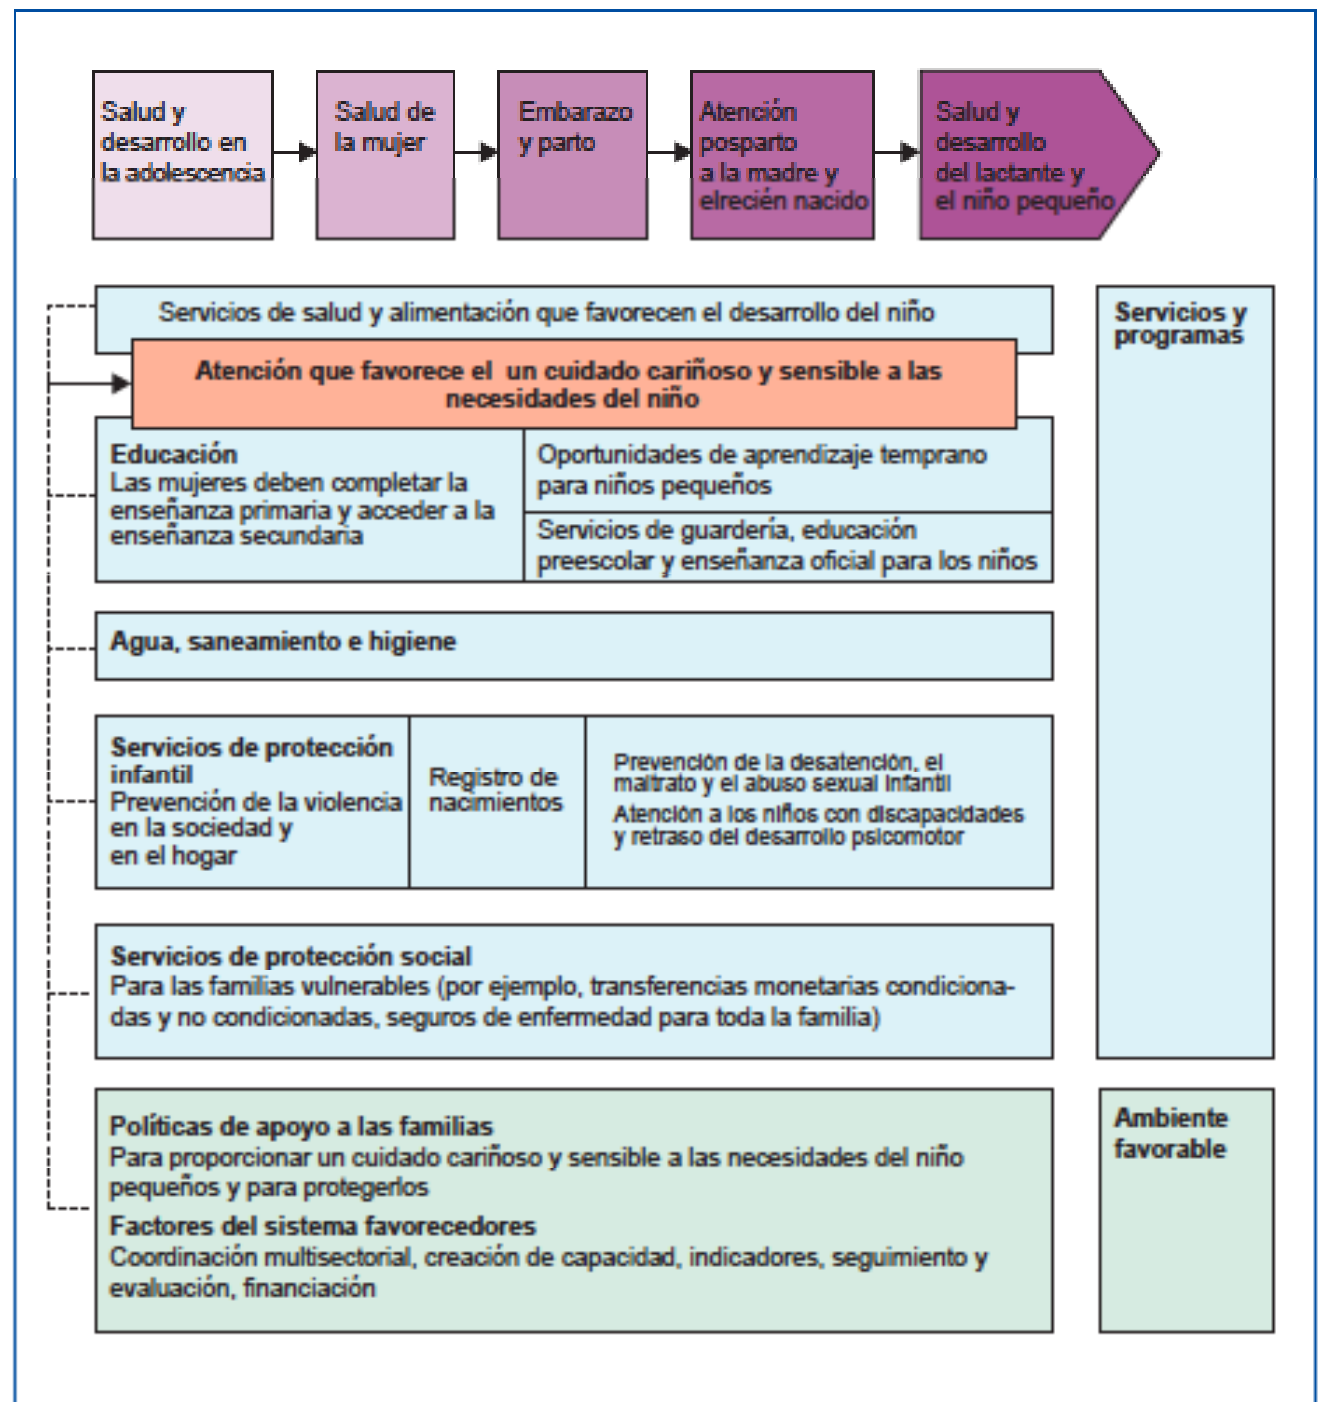 Salud y
desarrollo en
la adolescencia
Salud de
la mujer
Embarazo
y parto
Atención
posparto
a la madre y
elrecién nacido
Salud y
desarrollo
del lactante y
el niño pequeño
Servicios de salud y alimentación que favorecen el desarrollo del niño
Atención que favorece el un cuidado cariñoso y sensible a las
necesidades del niño
Educación
Las mujeres deben completar la
enseñanza primaria y acceder a la
enseñanza secundaria
Oportunidades de aprendizaje temprano
para niños pequeños
Servicios de guardería, educación
preescolar y enseñanza oficial para los niños
Agua, saneamiento e higiene
Servicios de protección
infantil
Prevención de la violencia
en la sociedad y
en el hogar
Registro de
nacimientos
Prevención de la desatención, el
maltrato y el abuso sexual infantil
Atención a los niños con discapacidades
y retraso del desarrollo psicomotor
Servicios de protección social
Para las familias vulnerables (por ejemplo, transferencias monetarias condiciona-
das y no condicionadas, seguros de enfermedad para toda la familia)
Políticas de apoyo a las familias
Para proporcionar un cuidado cariñoso y sensible a las necesidades del niño
pequeños y para protegerlos
Factores del sistema favorecedores
Coordinación multisectorial, creación de capacidad, indicadores, seguimiento y
evaluación, financiación
Servicios y
programas
Ambiente
favorable